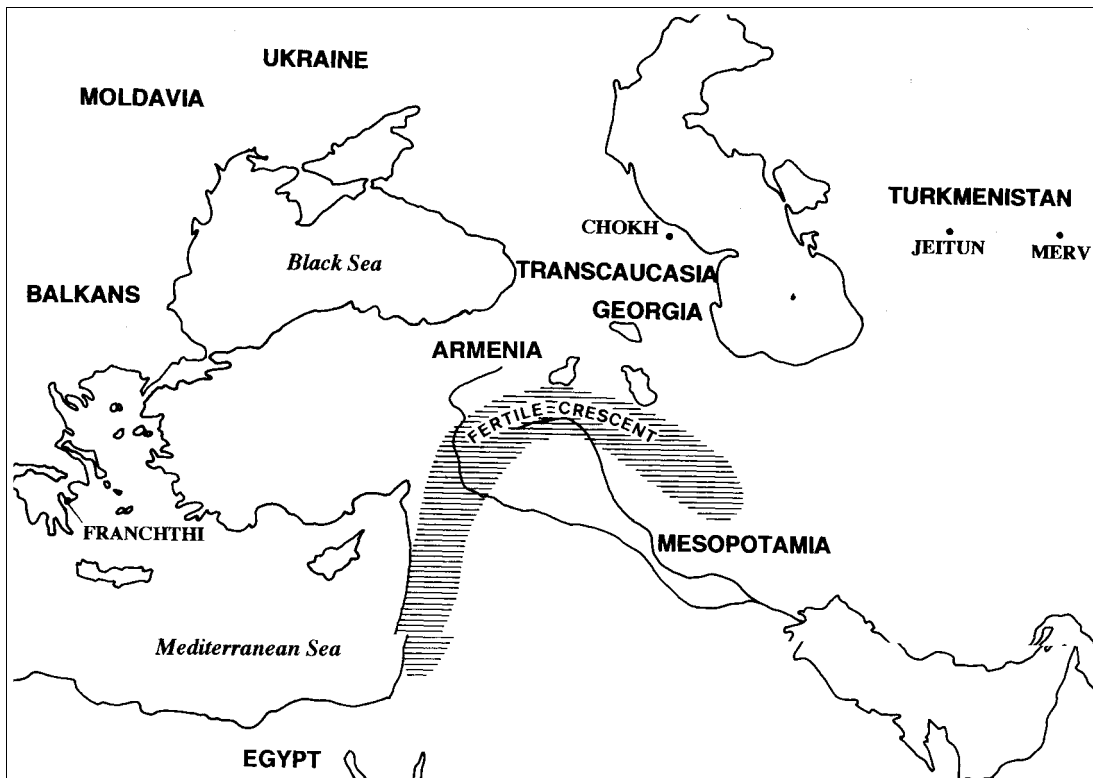 UKRAINE
MOLDAVIA
TURKMENISTAN
CHOKH
JEITUN
MERV
Black Sea
TRANSCAUCASIA
BALKANS
GEORGIA
ARMENIA
FERTILE CRESCENT
FRANCHTHI
MESOPOTAMIA
Mediterranean Sea
EGYPT